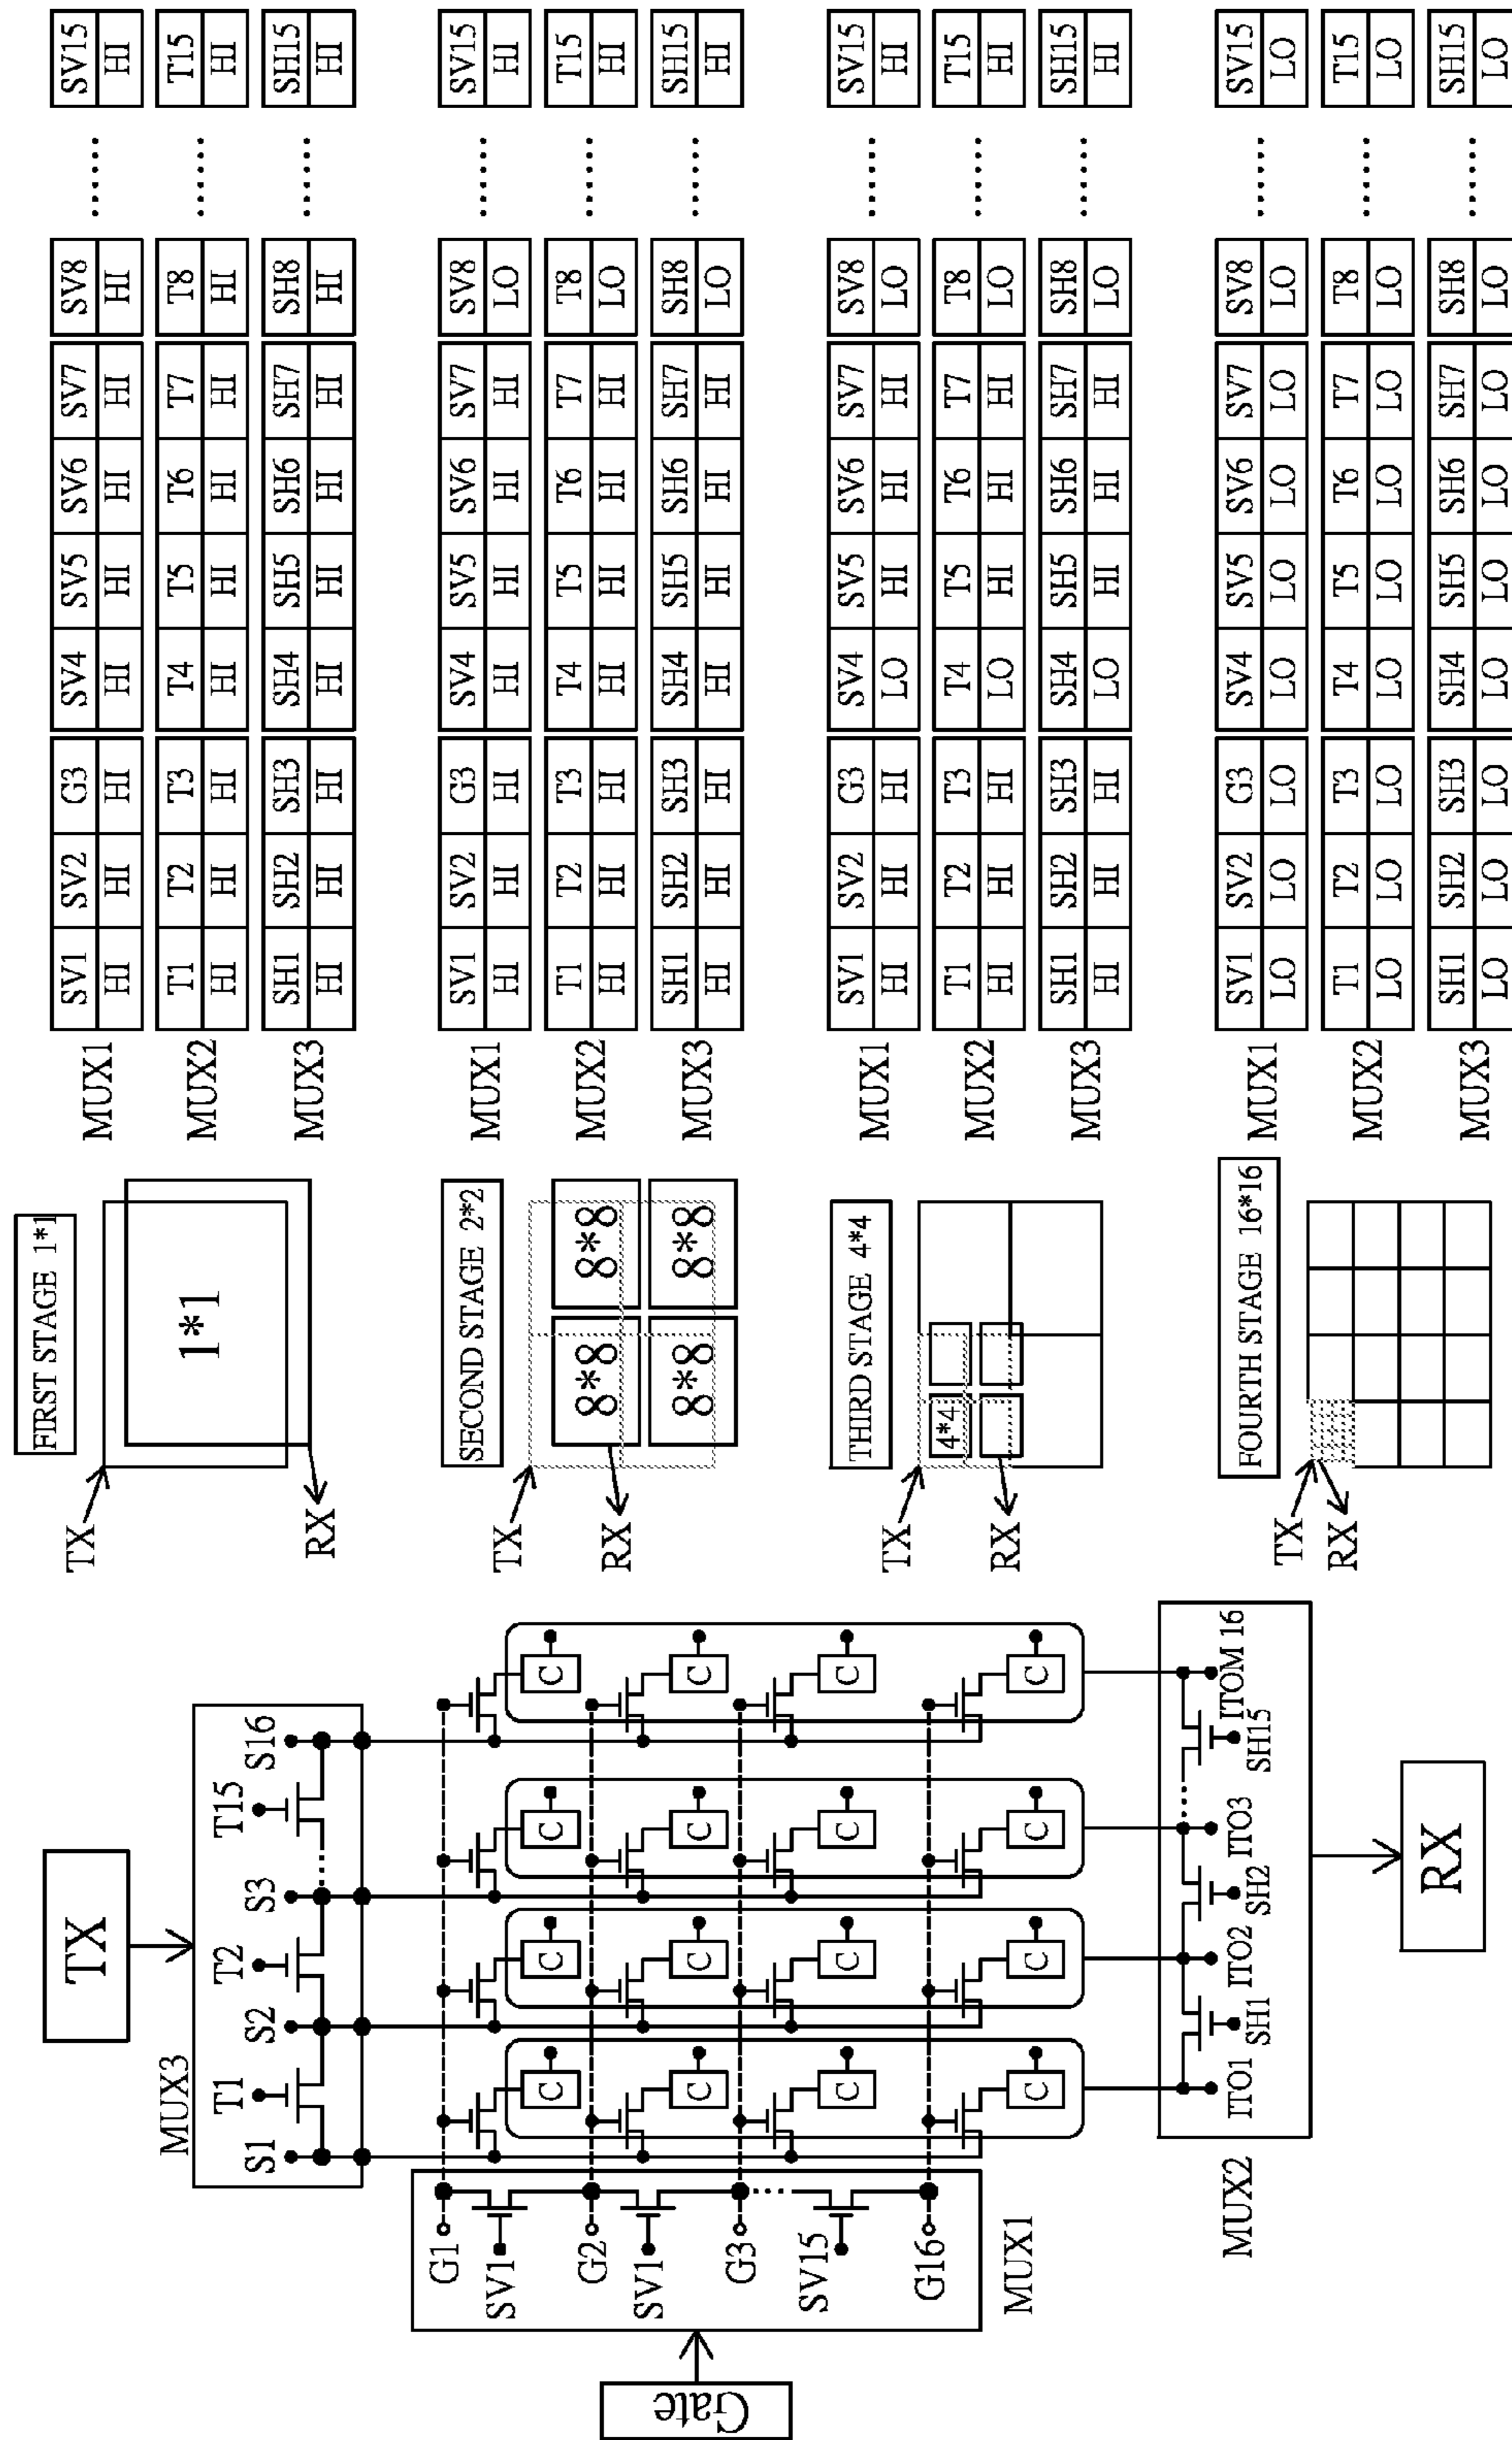 TX
MUX3
S1 T1 S2 T2 S3 T15 S16
Gate
G1
SV1
G2
SV1
G3
SV15
G16
MUX1
C C C C
C C C C
C C C C
C C C C
MUX2
ITO1 SH1 ITO2 SH2 ITO3 SH15 ITOM 16
RX
FIRST STAGE 1*1
TX
1*1
RX
MUX1
SV1 SV2 G3 SV4 SV5 SV6 SV7 SV8 ...... SV15
HI HI HI HI HI HI HI HI HI
MUX2
T1 T2 T3 T4 T5 T6 T7 T8 ...... T15
HI HI HI HI HI HI HI HI HI
MUX3
SH1 SH2 SH3 SH4 SH5 SH6 SH7 SH8 ...... SH15
HI HI HI HI HI HI HI HI HI
SECOND STAGE 2*2
TX
8*8 8*8
8*8 8*8
RX
MUX1
SV1 SV2 G3 SV4 SV5 SV6 SV7 SV8 ...... SV15
HI HI HI HI HI HI HI LO HI
MUX2
T1 T2 T3 T4 T5 T6 T7 T8 ...... T15
HI HI HI HI HI HI HI LO HI
MUX3
SH1 SH2 SH3 SH4 SH5 SH6 SH7 SH8 ...... SH15
HI HI HI HI HI HI HI LO HI
THIRD STAGE 4*4
TX
4*4
RX
MUX1
SV1 SV2 G3 SV4 SV5 SV6 SV7 SV8 ...... SV15
HI HI HI LO HI HI HI LO HI
MUX2
T1 T2 T3 T4 T5 T6 T7 T8 ...... T15
HI HI HI LO HI HI HI LO HI
MUX3
SH1 SH2 SH3 SH4 SH5 SH6 SH7 SH8 ...... SH15
HI HI HI LO HI HI HI LO HI
FOURTH STAGE 16*16
TX
RX
MUX1
SV1 SV2 G3 SV4 SV5 SV6 SV7 SV8 ...... SV15
LO LO LO LO LO LO LO LO LO
MUX2
T1 T2 T3 T4 T5 T6 T7 T8 ...... T15
LO LO LO LO LO LO LO LO LO
MUX3
SH1 SH2 SH3 SH4 SH5 SH6 SH7 SH8 ...... SH15
LO LO LO LO LO LO LO LO LO